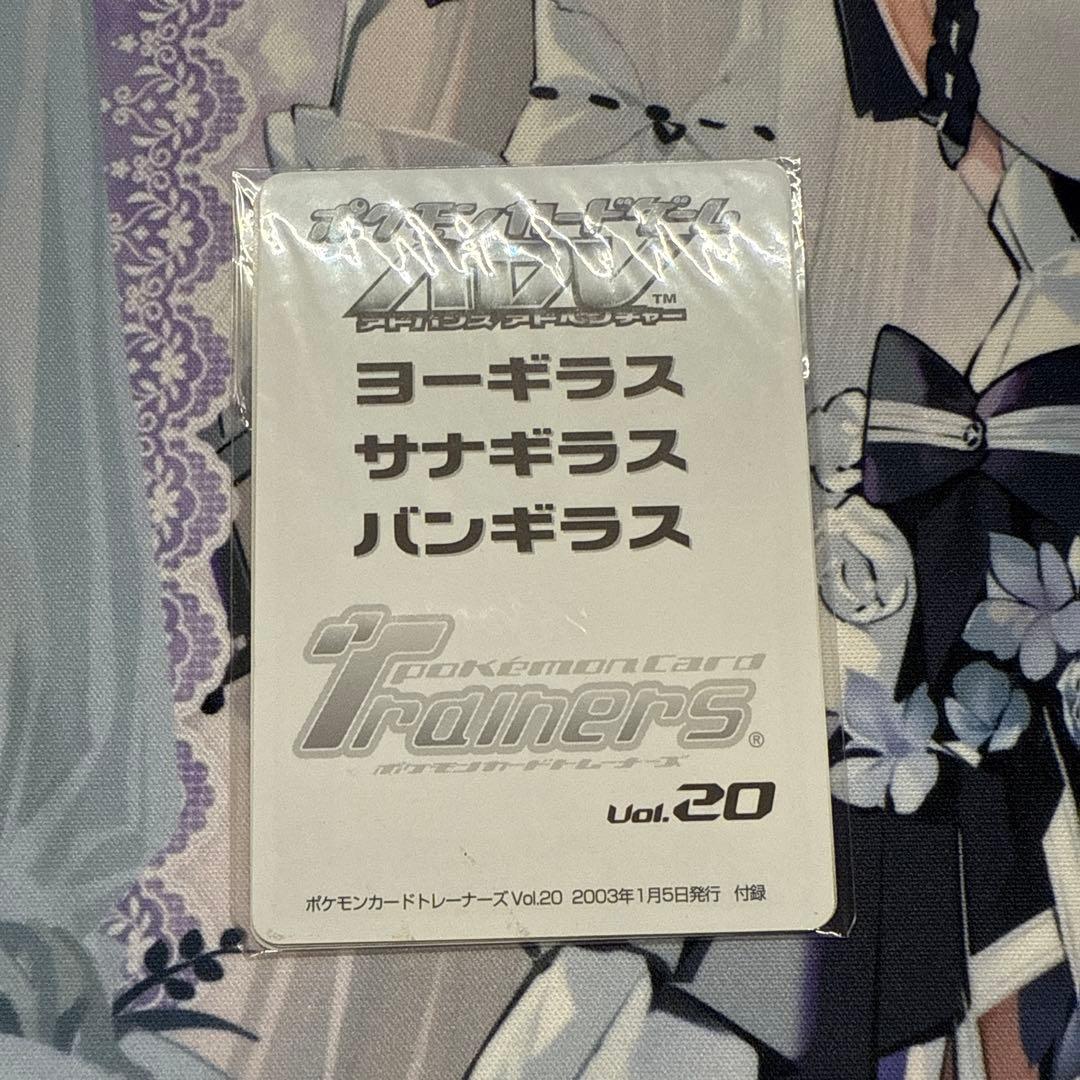 ポケモンカードゲーム
ADV TM
アドバンスアドベンチャー
ヨーギラス
サナギラス
バンギラス
pokémon card
Trainers®
ポケモンカードトレーナーズ
Vol.20
ポケモンカードトレーナーズ Vol.20 2003年1月5日発行 付録